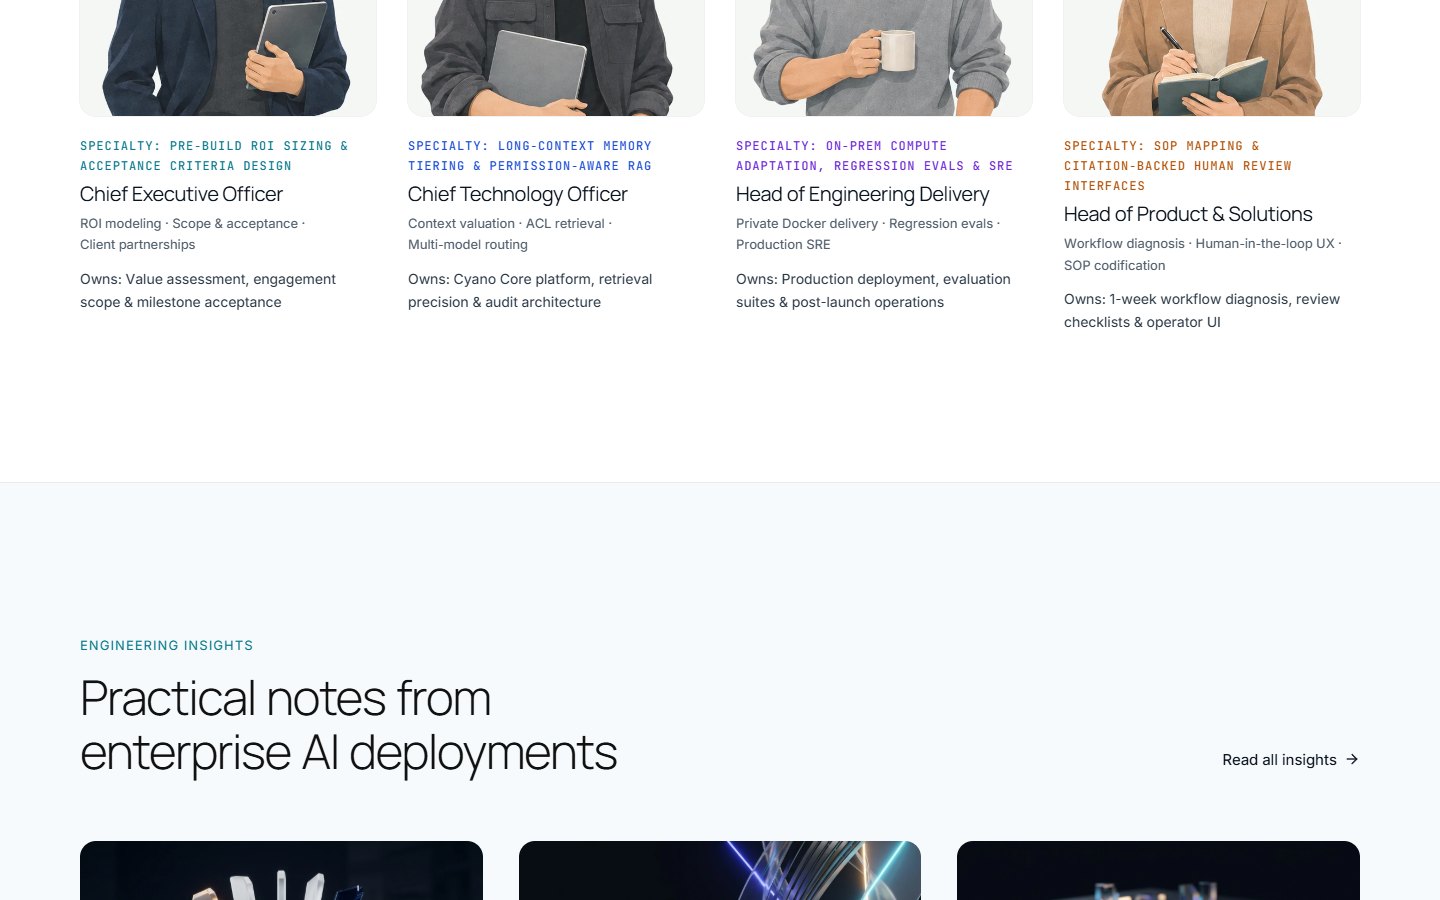 SPECIALTY: PRE-BUILD ROI SIZING &
ACCEPTANCE CRITERIA DESIGN
Chief Executive Officer
ROI modeling · Scope & acceptance ·
Client partnerships
Owns: Value assessment, engagement
scope & milestone acceptance
SPECIALTY: LONG-CONTEXT MEMORY
TIERING & PERMISSION-AWARE RAG
Chief Technology Officer
Context valuation · ACL retrieval ·
Multi-model routing
Owns: Cyano Core platform, retrieval
precision & audit architecture
SPECIALTY: ON-PREM COMPUTE
ADAPTATION, REGRESSION EVALS & SRE
Head of Engineering Delivery
Private Docker delivery · Regression evals ·
Production SRE
Owns: Production deployment, evaluation
suites & post-launch operations
SPECIALTY: SOP MAPPING &
CITATION-BACKED HUMAN REVIEW
INTERFACES
Head of Product & Solutions
Workflow diagnosis · Human-in-the-loop UX ·
SOP codification
Owns: 1-week workflow diagnosis, review
checklists & operator UI
ENGINEERING INSIGHTS
Practical notes from
enterprise AI deployments
Read all insights →